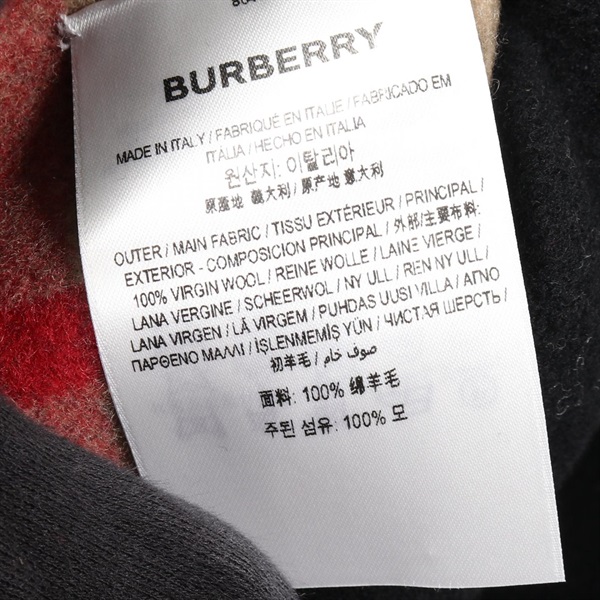 BURBERRY
MADE IN ITALY / FABRIQUÉ EN ITALIE / FABRICADO EM
ITALIA / HECHO EN ITALIA
원산지: 이탈리아
原產地 義大利 / 原产地 意大利
OUTER / MAIN FABRIC / TISSU EXTÉRIEUR / PRINCIPAL /
EXTERIOR - COMPOSICION PRINCIPAL / 外部/主要布料:
100% VIRGIN WOOL / REINE WOLLE / LAINE VIERGE /
LANA VERGINE / SCHEERWOL / NY ULL / REN NY ULL /
LANA VIRGEN / LÃ VIRGEM / PUHDAS UUSI VILLA / ΑΓΝΟ
ΠΑΡΘΕΝΟ ΜΑΛΛΙ / İŞLENMEMİŞ YÜN / ЧИСТАЯ ШЕРСТЬ /
初羊毛 / صوف خام
面料: 100% 绵羊毛
주된 섬유: 100% 모